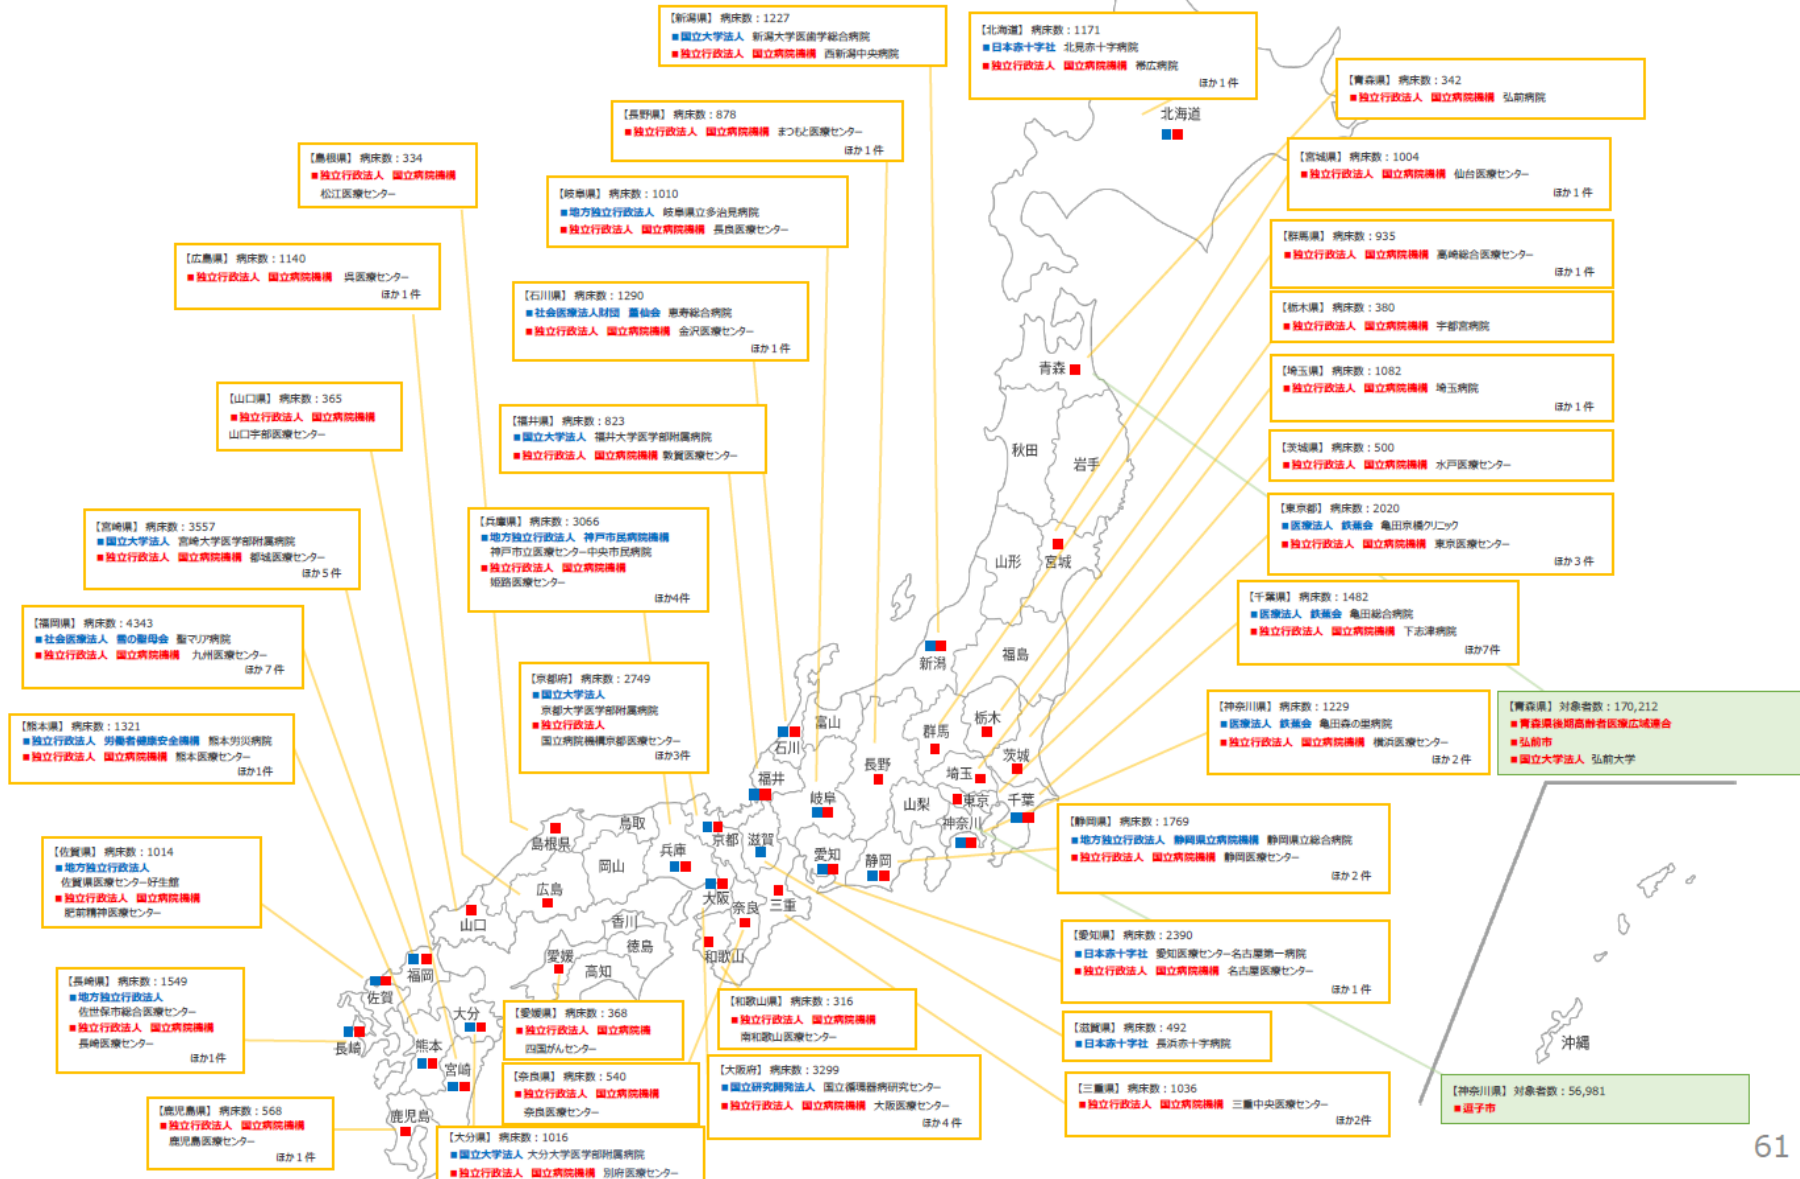 【新潟県】 病床数：1227
■国立大学法人 新潟大学医歯学総合病院
■独立行政法人 国立病院機構 西新潟中央病院
【北海道】 病床数：1171
■日本赤十字社 北見赤十字病院
■独立行政法人 国立病院機構 帯広病院
ほか１件
北海道
【青森県】 病床数：342
■独立行政法人 国立病院機構 弘前病院
【長野県】 病床数：878
■独立行政法人 国立病院機構 まつもと医療センター
ほか１件
【宮城県】 病床数：1004
■独立行政法人 国立病院機構 仙台医療センター
ほか１件
【島根県】 病床数：334
■独立行政法人 国立病院機構
松江医療センター
【岐阜県】 病床数：1010
■地方独立行政法人 岐阜県立多治見病院
■独立行政法人 国立病院機構 長良医療センター
【群馬県】 病床数：935
■独立行政法人 国立病院機構 高崎総合医療センター
ほか１件
【広島県】 病床数：1140
■独立行政法人 国立病院機構 呉医療センター
ほか１件
【石川県】 病床数：1290
■社会医療法人財団 董仙会 恵寿総合病院
■独立行政法人 国立病院機構 金沢医療センター
ほか１件
【栃木県】 病床数：380
■独立行政法人 国立病院機構 宇都宮病院
【埼玉県】 病床数：1082
■独立行政法人 国立病院機構 埼玉病院
ほか１件
【山口県】 病床数：365
■独立行政法人 国立病院機構
山口宇部医療センター
【福井県】 病床数：823
■国立大学法人 福井大学医学部附属病院
■独立行政法人 国立病院機構 敦賀医療センター
【茨城県】 病床数：500
■独立行政法人 国立病院機構 水戸医療センター
【宮崎県】 病床数：3557
■国立大学法人 宮崎大学医学部附属病院
■独立行政法人 国立病院機構 都城医療センター
ほか５件
【兵庫県】 病床数：3066
■地方独立行政法人 神戸市民病院機構
神戸市立医療センター中央市民病院
■独立行政法人 国立病院機構
姫路医療センター
ほか4件
【東京都】 病床数：2020
■医療法人 鉄蕉会 亀田京橋クリニック
■独立行政法人 国立病院機構 東京医療センター
ほか３件
【千葉県】 病床数：1482
■医療法人 鉄蕉会 亀田総合病院
■独立行政法人 国立病院機構 下志津病院
ほか7件
【福岡県】 病床数：4343
■社会医療法人 雪の聖母会 聖マリア病院
■独立行政法人 国立病院機構 九州医療センター
ほか７件
【京都府】 病床数：2749
■国立大学法人
京都大学医学部附属病院
■独立行政法人
国立病院機構京都医療センター
ほか3件
【神奈川県】 病床数：1229
■医療法人 鉄蕉会 亀田森の里病院
■独立行政法人 国立病院機構 横浜医療センター
ほか２件
【青森県】 対象者数：170,212
■青森県後期高齢者医療広域連合
■弘前市
■国立大学法人 弘前大学
【熊本県】 病床数：1321
■独立行政法人 労働者健康安全機構 熊本労災病院
■独立行政法人 国立病院機構 熊本医療センター
ほか1件
【静岡県】 病床数：1769
■地方独立行政法人 静岡県立病院機構 静岡県立総合病院
■独立行政法人 国立病院機構 静岡医療センター
ほか２件
【佐賀県】 病床数：1014
■地方独立行政法人
佐賀県医療センター好生館
■独立行政法人 国立病院機構
肥前精神医療センター
【愛知県】 病床数：2390
■日本赤十字社 愛知医療センター名古屋第一病院
■独立行政法人 国立病院機構 名古屋医療センター
ほか１件
【長崎県】 病床数：1549
■地方独立行政法人
佐世保市総合医療センター
■独立行政法人 国立病院機構
長崎医療センター
ほか1件
【愛媛県】 病床数：368
■独立行政法人 国立病院機
四国がんセンター
【和歌山県】 病床数：316
■独立行政法人 国立病院機構
南和歌山医療センター
【滋賀県】 病床数：492
■日本赤十字社 長浜赤十字病院
【奈良県】 病床数：540
■独立行政法人 国立病院機構
奈良医療センター
【大阪府】 病床数：3299
■国立研究開発法人 国立循環器病研究センター
■独立行政法人 国立病院機構 大阪医療センター
ほか４件
【三重県】 病床数：1036
■独立行政法人 国立病院機構 三重中央医療センター
ほか2件
【神奈川県】 対象者数：56,981
■逗子市
【鹿児島県】 病床数：568
■独立行政法人 国立病院機構
鹿児島医療センター
ほか１件
【大分県】 病床数：1016
■国立大学法人 大分大学医学部附属病院
■独立行政法人 国立病院機構 別府医療センター
青森
秋田
岩手
山形
宮城
新潟
福島
富山
石川
群馬
栃木
茨城
福井
長野
埼玉
岐阜
山梨
東京
千葉
神奈川
鳥取
島根県
京都
滋賀
兵庫
岡山
愛知
静岡
広島
大阪
奈良
三重
山口
香川
徳島
愛媛
高知
和歌山
福岡
佐賀
大分
長崎
熊本
宮崎
鹿児島
沖縄
61